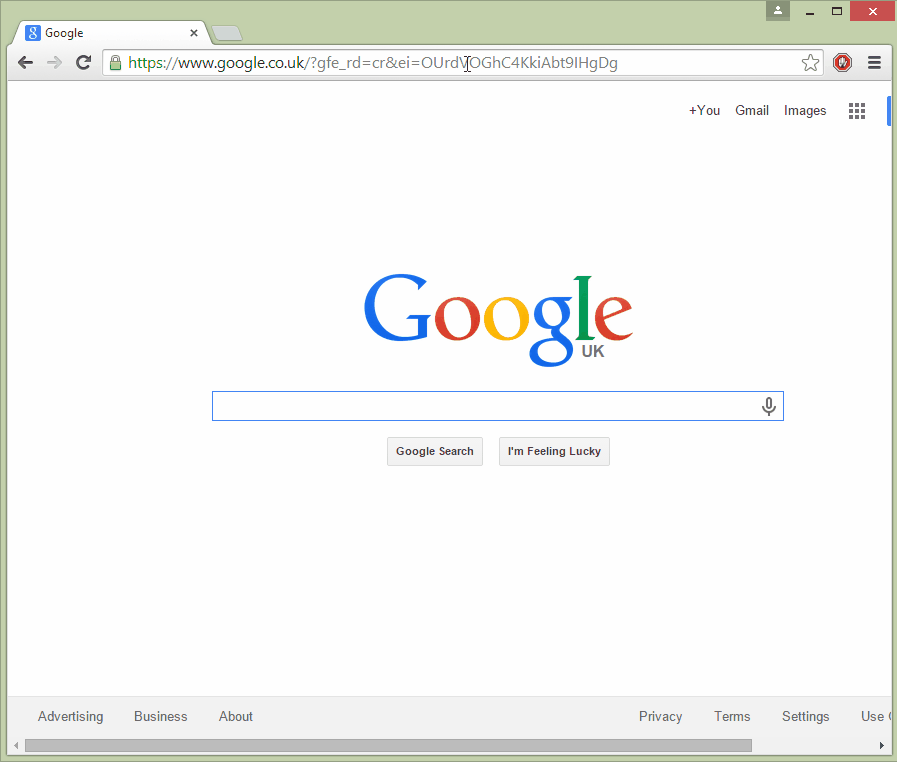 Google
https://www.google.co.uk/?gfe_rd=cr&ei=OUrdVOGhC4KkiAbt9IHgDg
+You Gmail Images
Google
UK
Google Search I'm Feeling Lucky
Advertising Business About Privacy Terms Settings Use